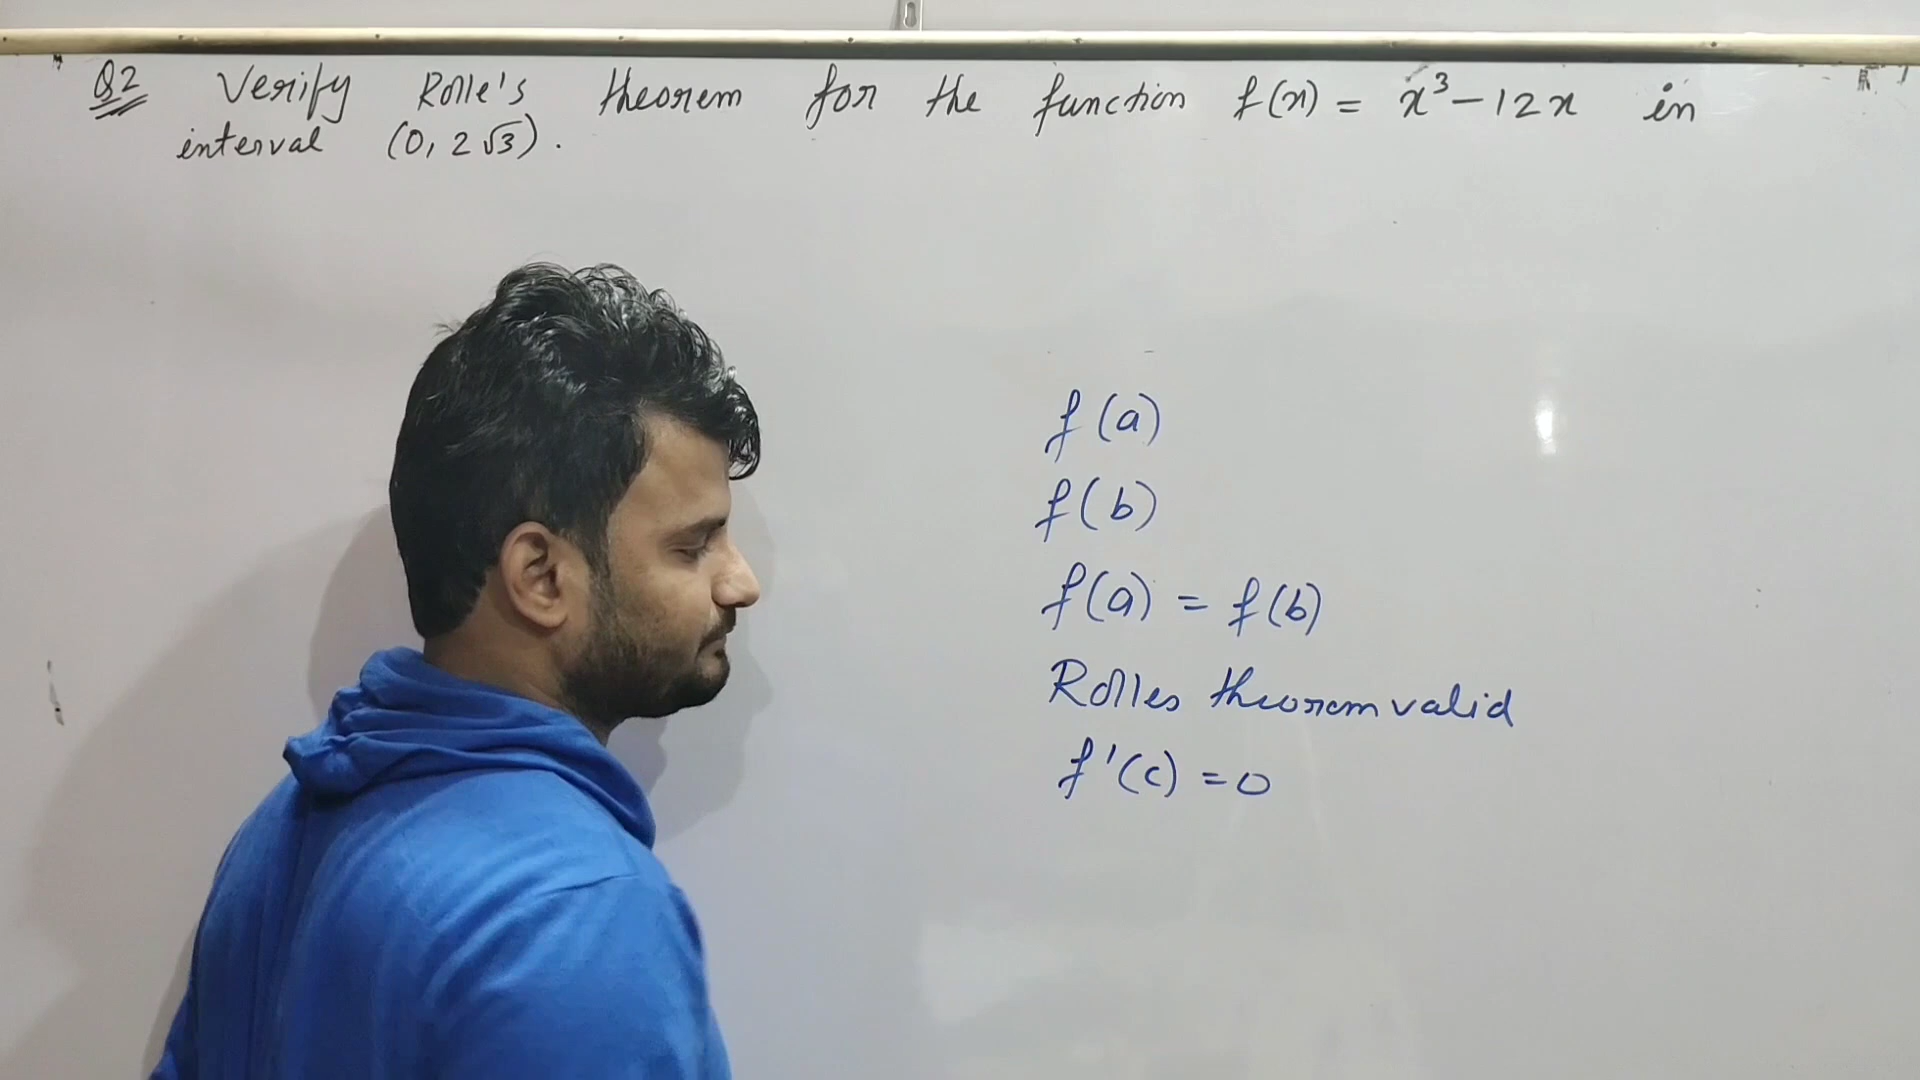 Q2 Verify Rolle's theorem for the function f(x) = x³ – 12x in
interval (0, 2√3).
f(a)
f(b)
f(a) = f(b)
Rolles theorem valid
f'(c) = 0